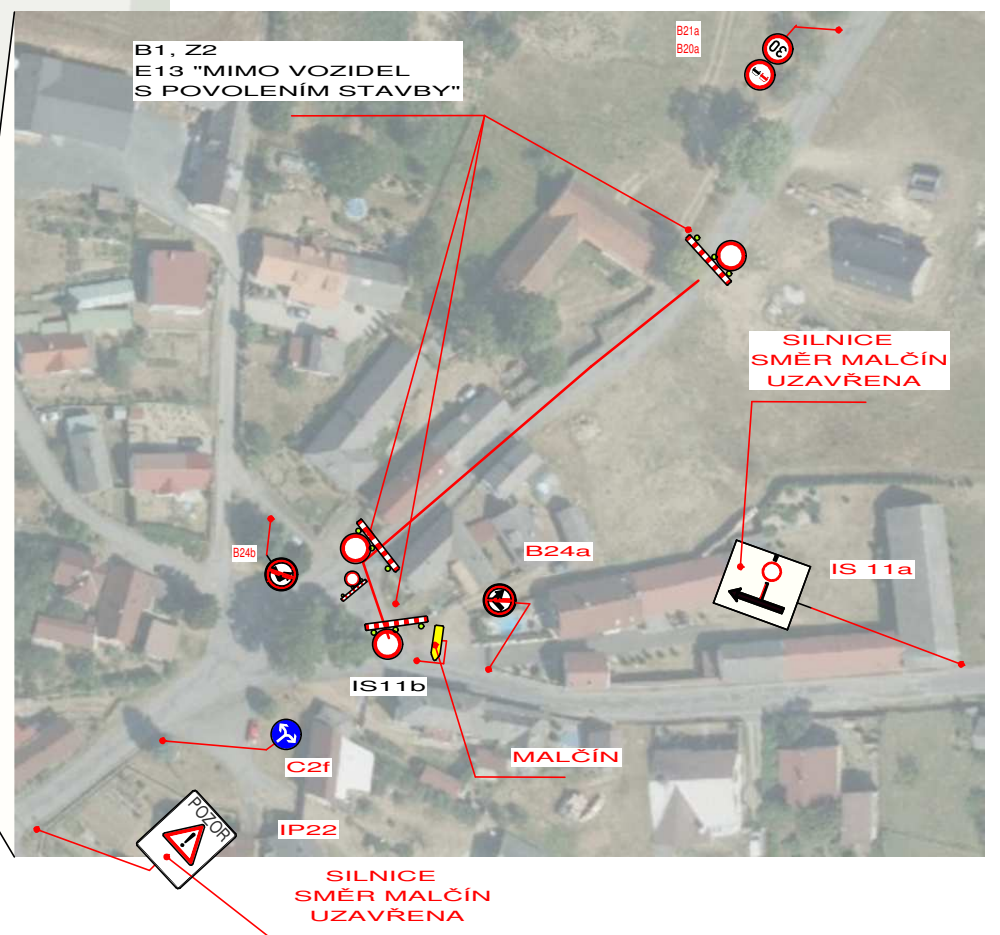 B1, Z2
E13 "MIMO VOZIDEL
S POVOLENÍM STAVBY"
B21a
B20a
30
SILNICE
SMĚR MALČÍN
UZAVŘENA
B24b
B24a
IS 11a
IS11b
MALČÍN
C2f
POZOR
IP22
SILNICE
SMĚR MALČÍN
UZAVŘENA